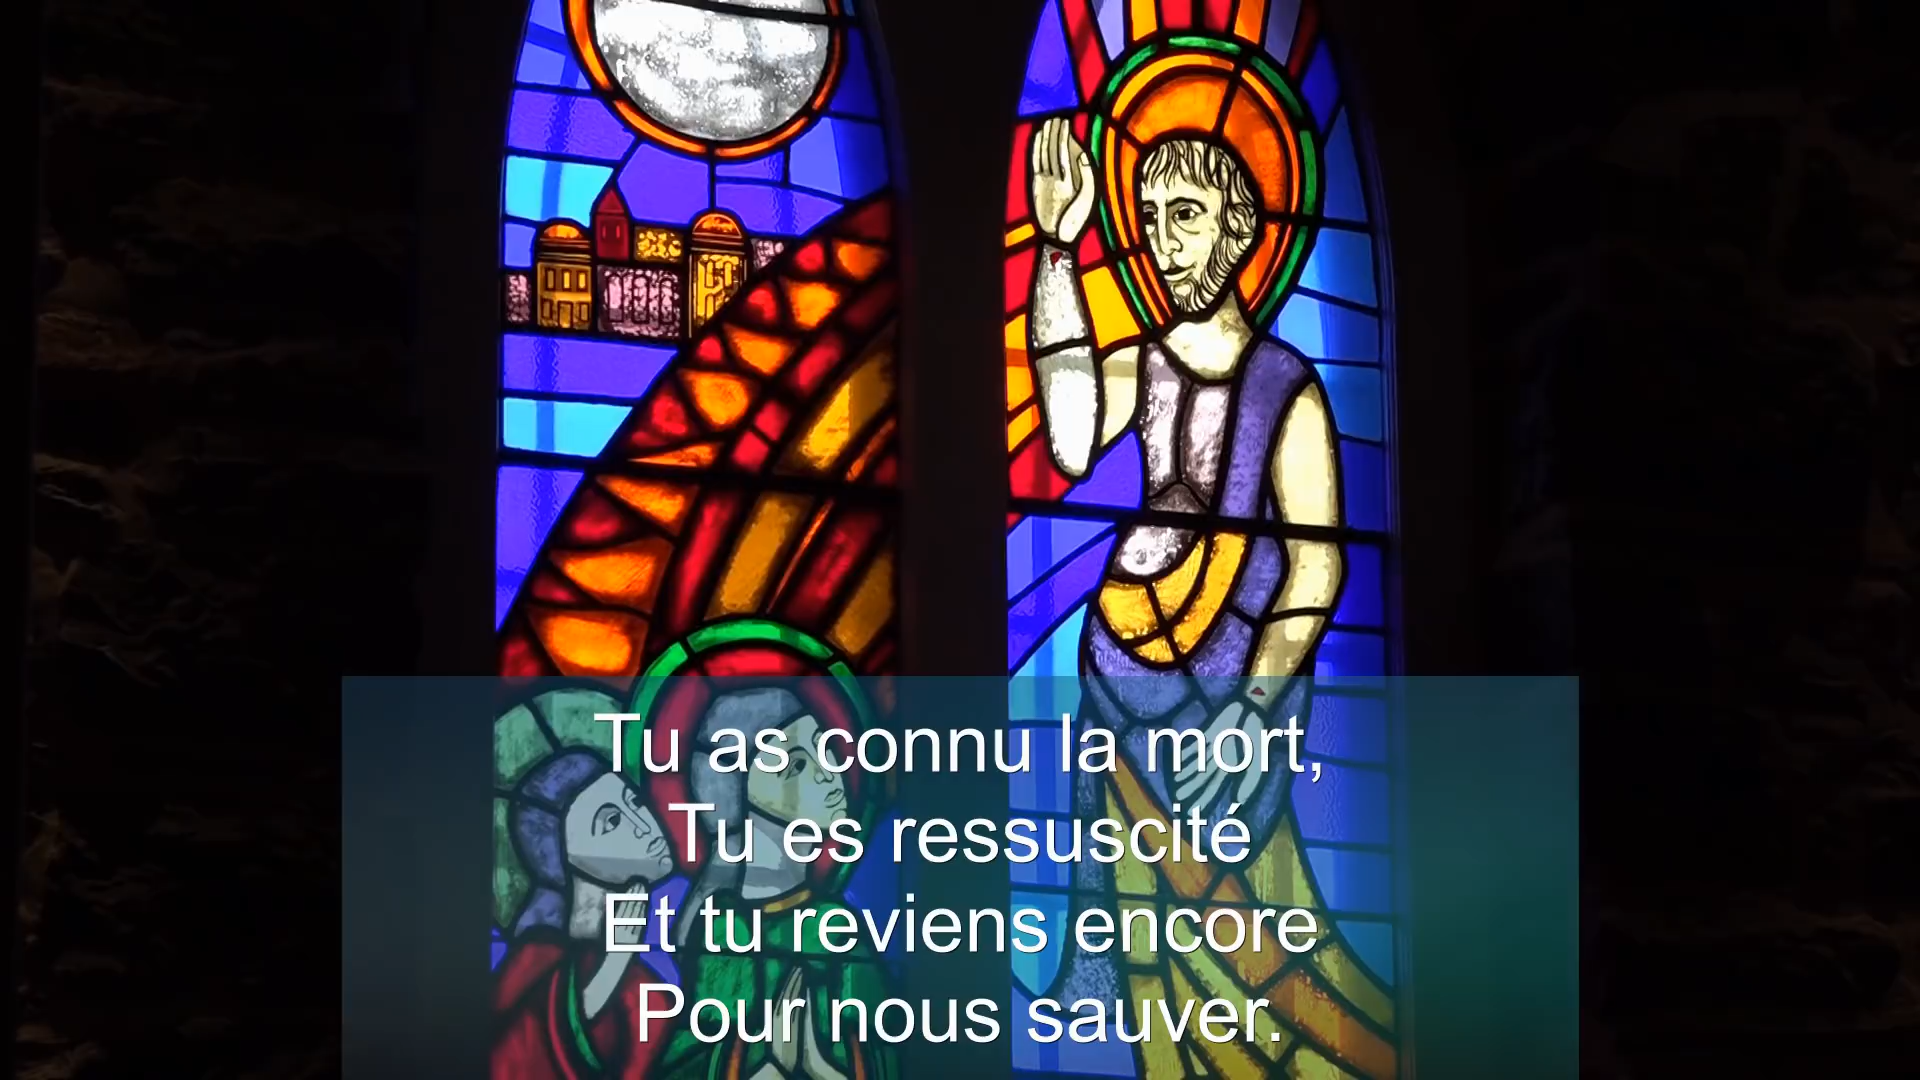 Tu as connu la mort,
Tu es ressuscité
Et tu reviens encore
Pour nous sauver.